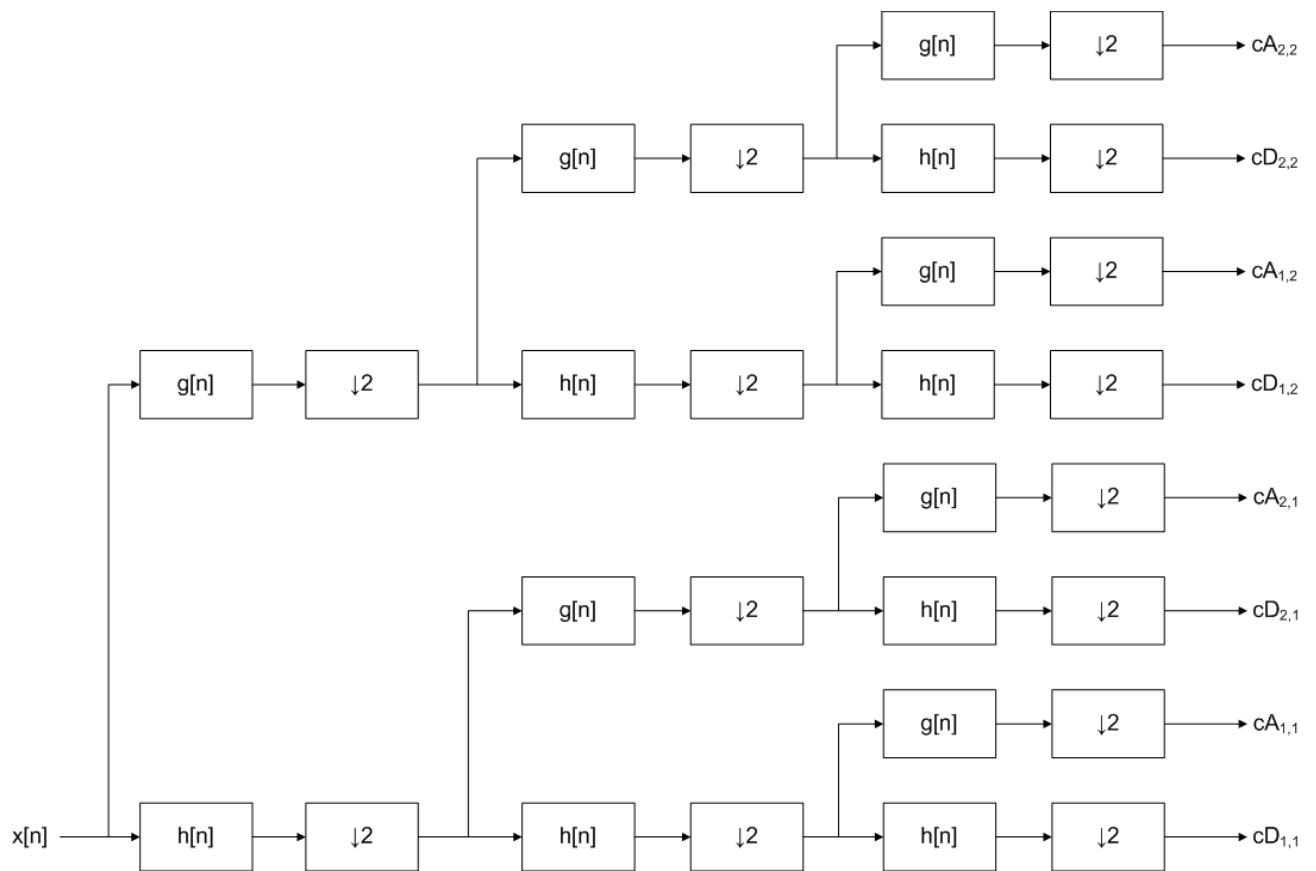 g[n] ↓2 cA2,2
g[n] ↓2 h[n] ↓2 cD2,2
g[n] ↓2 cA1,2
g[n] ↓2 h[n] ↓2 h[n] ↓2 cD1,2
g[n] ↓2 cA2,1
g[n] ↓2 h[n] ↓2 cD2,1
g[n] ↓2 cA1,1
x[n] h[n] ↓2 h[n] ↓2 h[n] ↓2 cD1,1